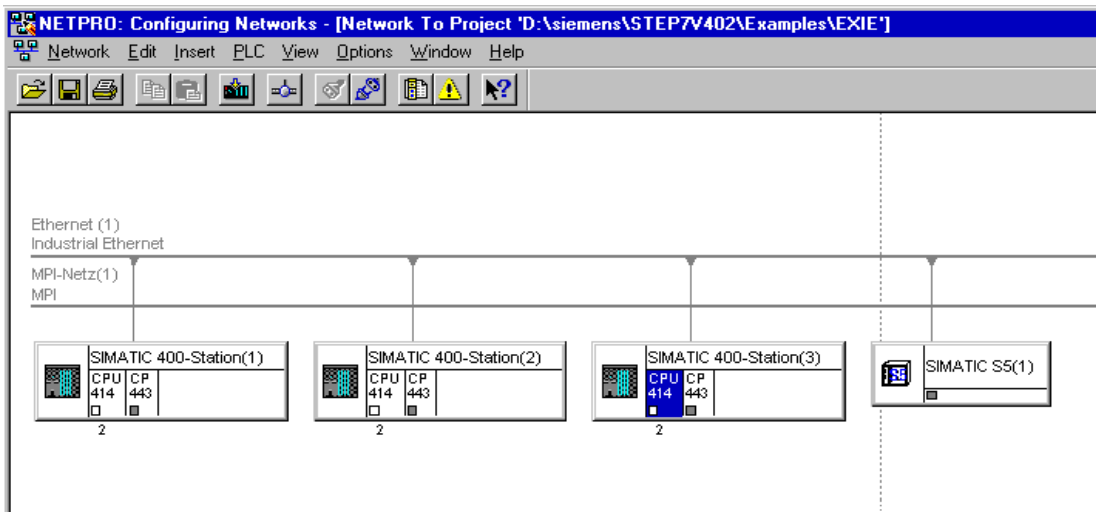 NETPRO: Configuring Networks - [Network To Project 'D:\siemens\STEP7V402\Examples\EXIE']
Network Edit Insert PLC View Options Window Help
Ethernet (1)
Industrial Ethernet
MPI-Netz(1)
MPI
SIMATIC 400-Station(1)
CPU CP
414 443
2
SIMATIC 400-Station(2)
CPU CP
414 443
2
SIMATIC 400-Station(3)
CPU CP
414 443
2
SIMATIC S5(1)